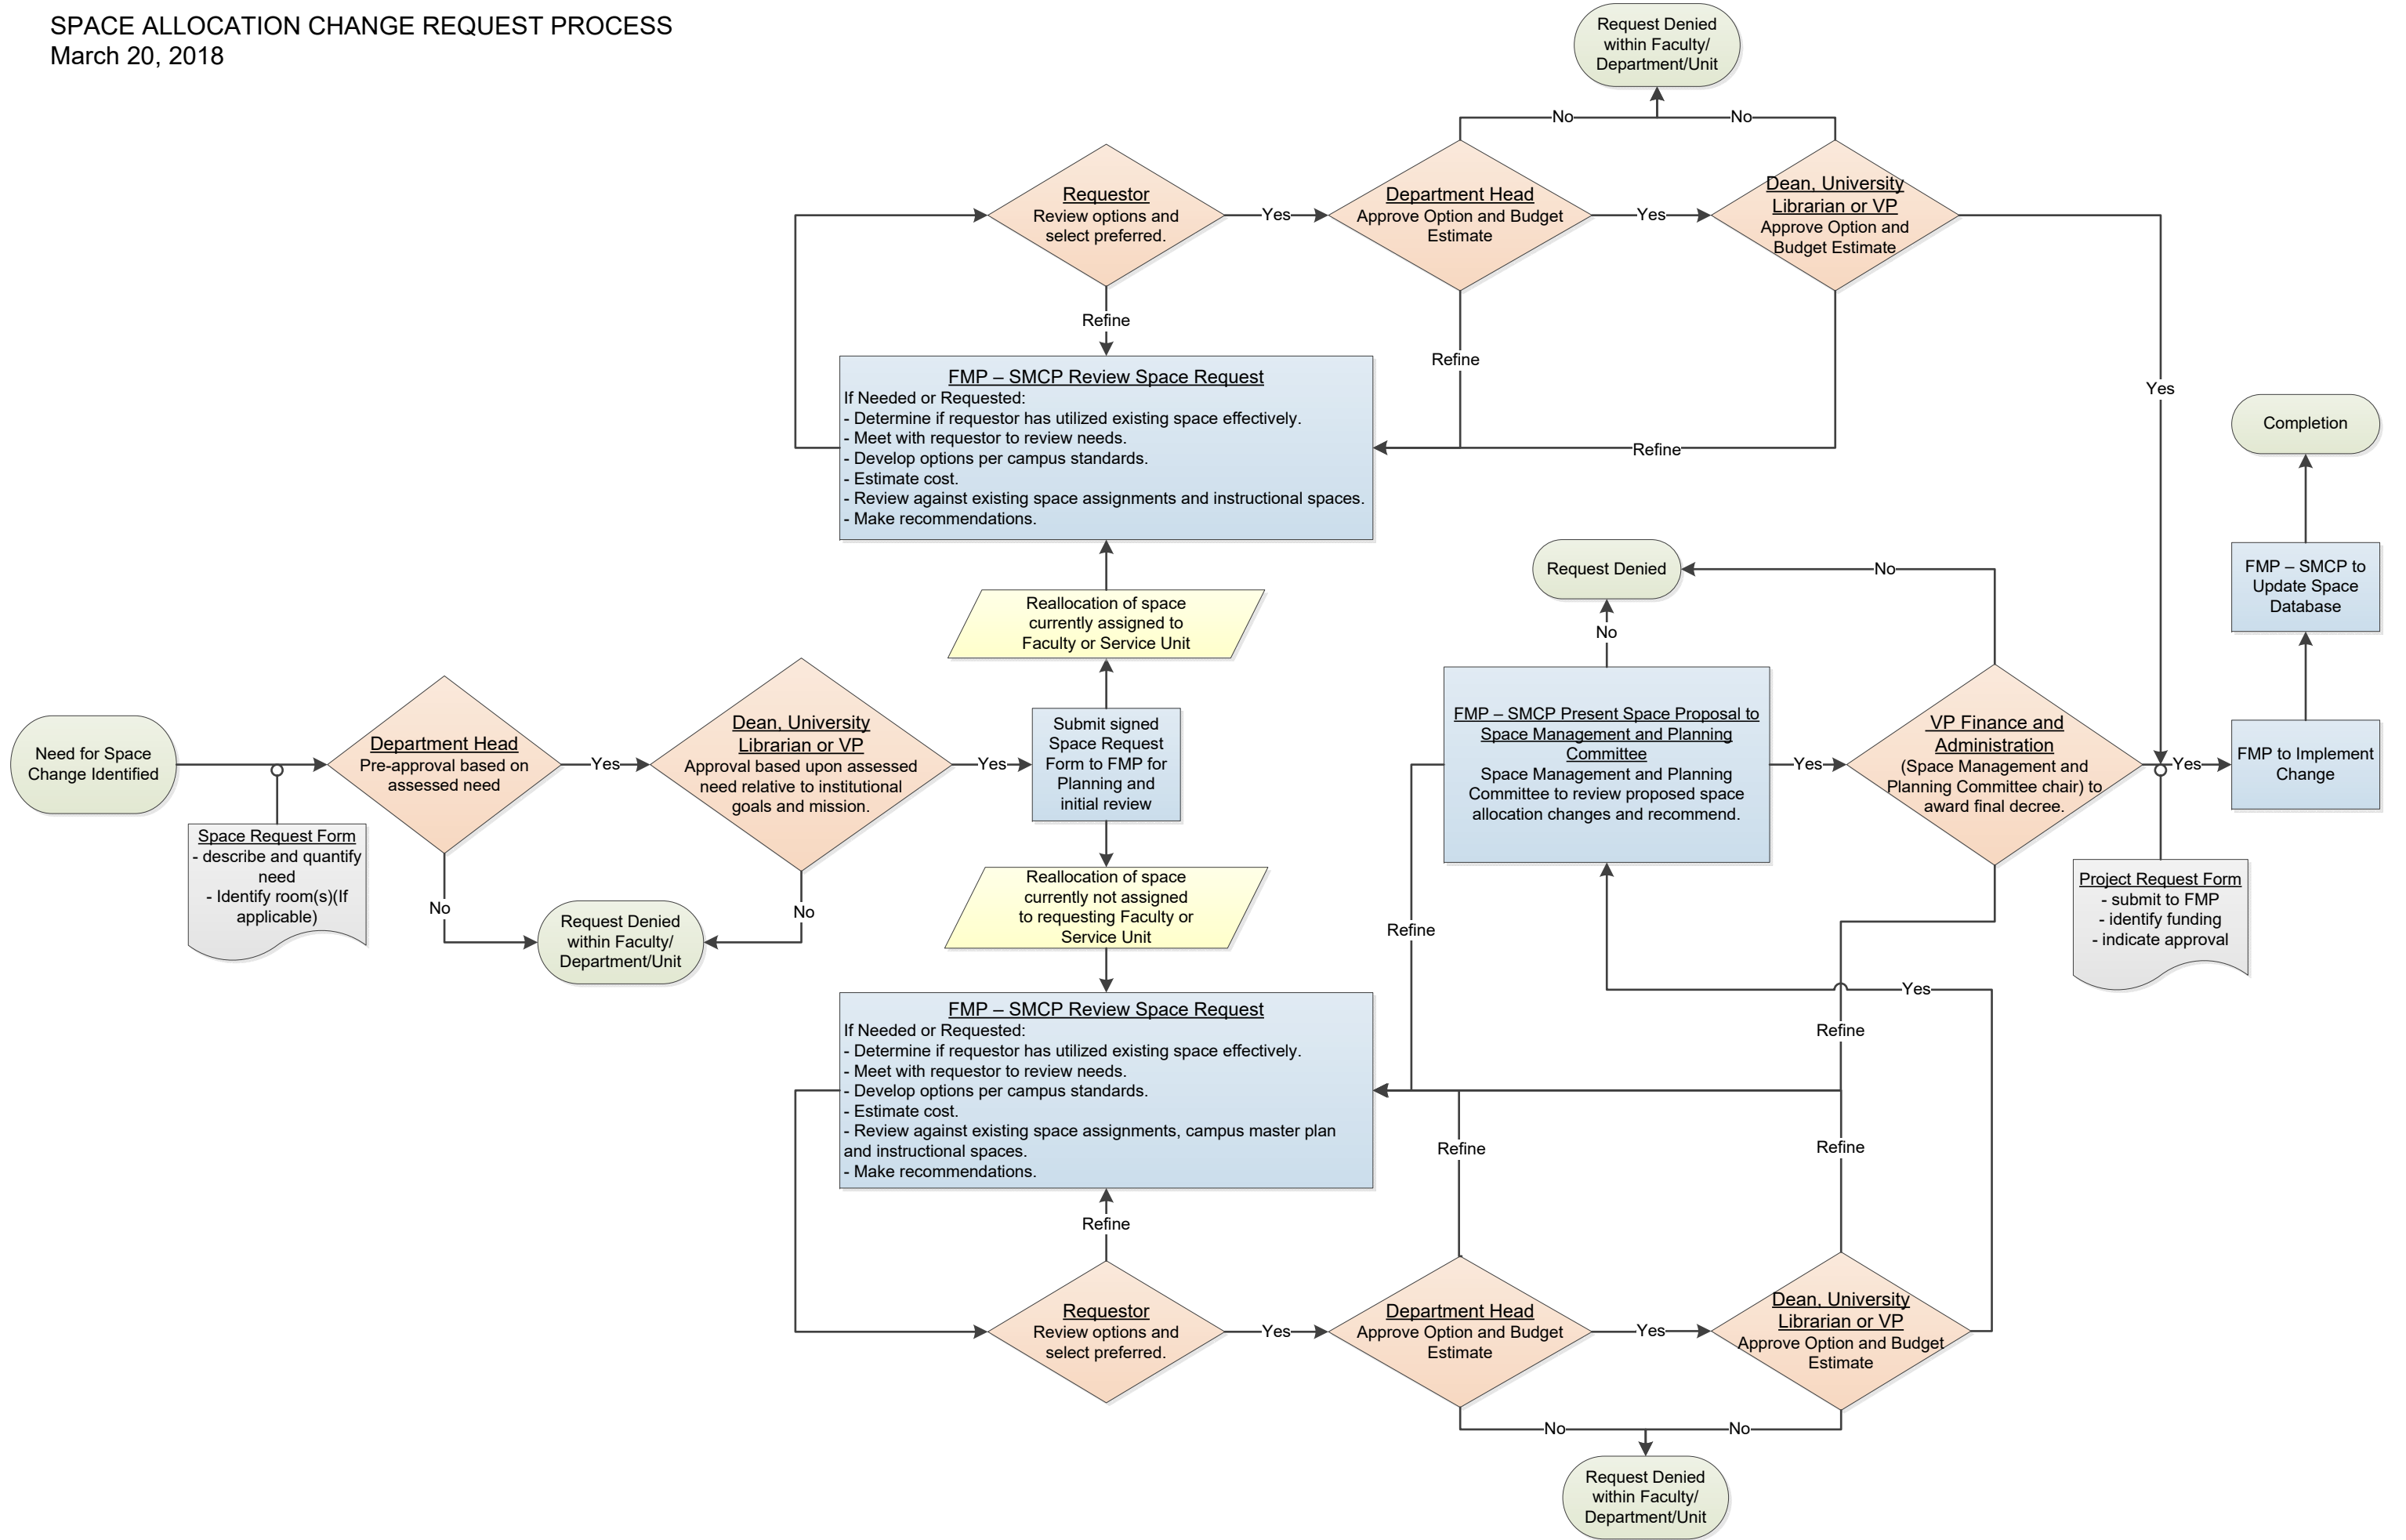 SPACE ALLOCATION CHANGE REQUEST PROCESS
March 20, 2018
Request Denied
within Faculty/
Department/Unit
No
No
Requestor
Review options and
select preferred.
Yes
Department Head
Approve Option and Budget
Estimate
Yes
Dean, University
Librarian or VP
Approve Option and
Budget Estimate
Refine
Refine
Refine
Yes
FMP – SMCP Review Space Request
If Needed or Requested:
- Determine if requestor has utilized existing space effectively.
- Meet with requestor to review needs.
- Develop options per campus standards.
- Estimate cost.
- Review against existing space assignments and instructional spaces.
- Make recommendations.
Completion
Request Denied
No
No
FMP – SMCP to
Update Space
Database
Reallocation of space
currently assigned to
Faculty or Service Unit
Need for Space
Change Identified
Space Request Form
- describe and quantify
need
- Identify room(s)(If
applicable)
Department Head
Pre-approval based on
assessed need
Yes
No
Dean, University
Librarian or VP
Approval based upon assessed
need relative to institutional
goals and mission.
Yes
No
Request Denied
within Faculty/
Department/Unit
Submit signed
Space Request
Form to FMP for
Planning and
initial review
Reallocation of space
currently not assigned
to requesting Faculty or
Service Unit
FMP – SMCP Present Space Proposal to
Space Management and Planning
Committee
Space Management and Planning
Committee to review proposed space
allocation changes and recommend.
Yes
VP Finance and
Administration
(Space Management and
Planning Committee chair) to
award final decree.
Yes
FMP to Implement
Change
Project Request Form
- submit to FMP
- identify funding
- indicate approval
Refine
Yes
Refine
FMP – SMCP Review Space Request
If Needed or Requested:
- Determine if requestor has utilized existing space effectively.
- Meet with requestor to review needs.
- Develop options per campus standards.
- Estimate cost.
- Review against existing space assignments, campus master plan
and instructional spaces.
- Make recommendations.
Refine
Refine
Refine
Requestor
Review options and
select preferred.
Yes
Department Head
Approve Option and Budget
Estimate
Yes
Dean, University
Librarian or VP
Approve Option and Budget
Estimate
No
No
Request Denied
within Faculty/
Department/Unit